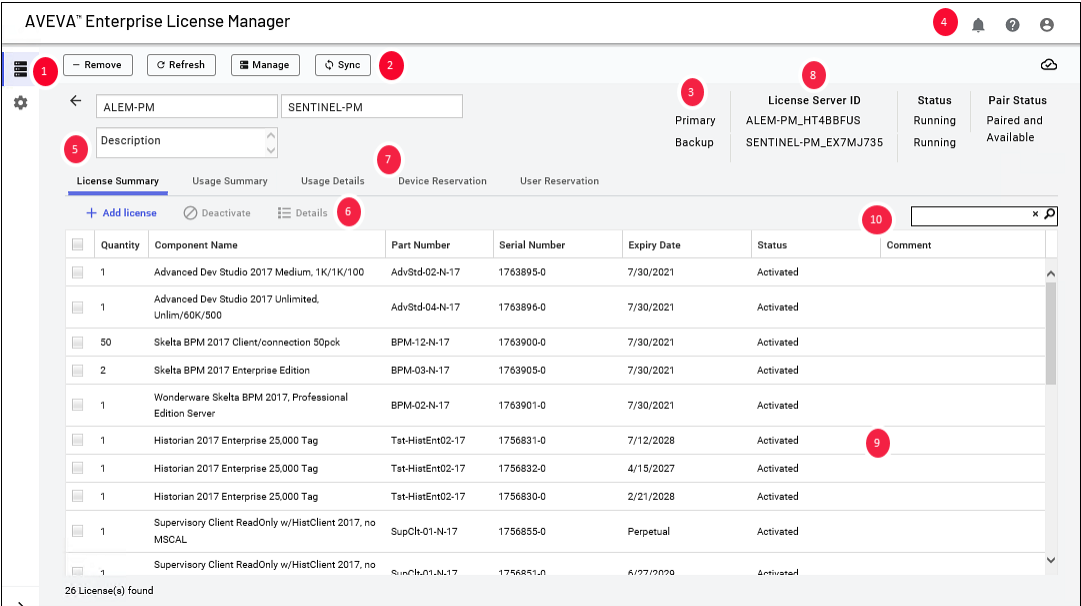 AVEVA™ Enterprise License Manager
4
1
Remove
Refresh
Manage
Sync
2
ALEM-PM
SENTINEL-PM
3
8
License Server ID
Status
Pair Status
Primary
ALEM-PM_HT4BBFUS
Running
Paired and
Available
Backup
SENTINEL-PM_EX7MJ735
Running
5
Description
7
License Summary
Usage Summary
Usage Details
Device Reservation
User Reservation
+ Add license
Deactivate
Details
6
10
×
Quantity Component Name Part Number Serial Number Expiry Date Status Comment
1 Advanced Dev Studio 2017 Medium, 1K/1K/100 AdvStd-02-N-17 1763895-0 7/30/2021 Activated
1 Advanced Dev Studio 2017 Unlimited,
Unlim/60K/500 AdvStd-04-N-17 1763896-0 7/30/2021 Activated
50 Skelta BPM 2017 Client/connection 50pck BPM-12-N-17 1763900-0 7/30/2021 Activated
2 Skelta BPM 2017 Enterprise Edition BPM-03-N-17 1763905-0 7/30/2021 Activated
1 Wonderware Skelta BPM 2017, Professional
Edition Server BPM-02-N-17 1763901-0 7/30/2021 Activated
1 Historian 2017 Enterprise 25,000 Tag Tst-HistEnt02-17 1756831-0 7/12/2028 Activated
9
1 Historian 2017 Enterprise 25,000 Tag Tst-HistEnt02-17 1756832-0 4/15/2027 Activated
1 Historian 2017 Enterprise 25,000 Tag Tst-HistEnt02-17 1756830-0 2/21/2028 Activated
1 Supervisory Client ReadOnly w/HistClient 2017, no
MSCAL SupClt-01-N-17 1756855-0 Perpetual Activated
1 Supervisory Client ReadOnly w/HistClient 2017, no
SupClt-01-N-17 1756851-0 6/27/2029 Activated
26 License(s) found